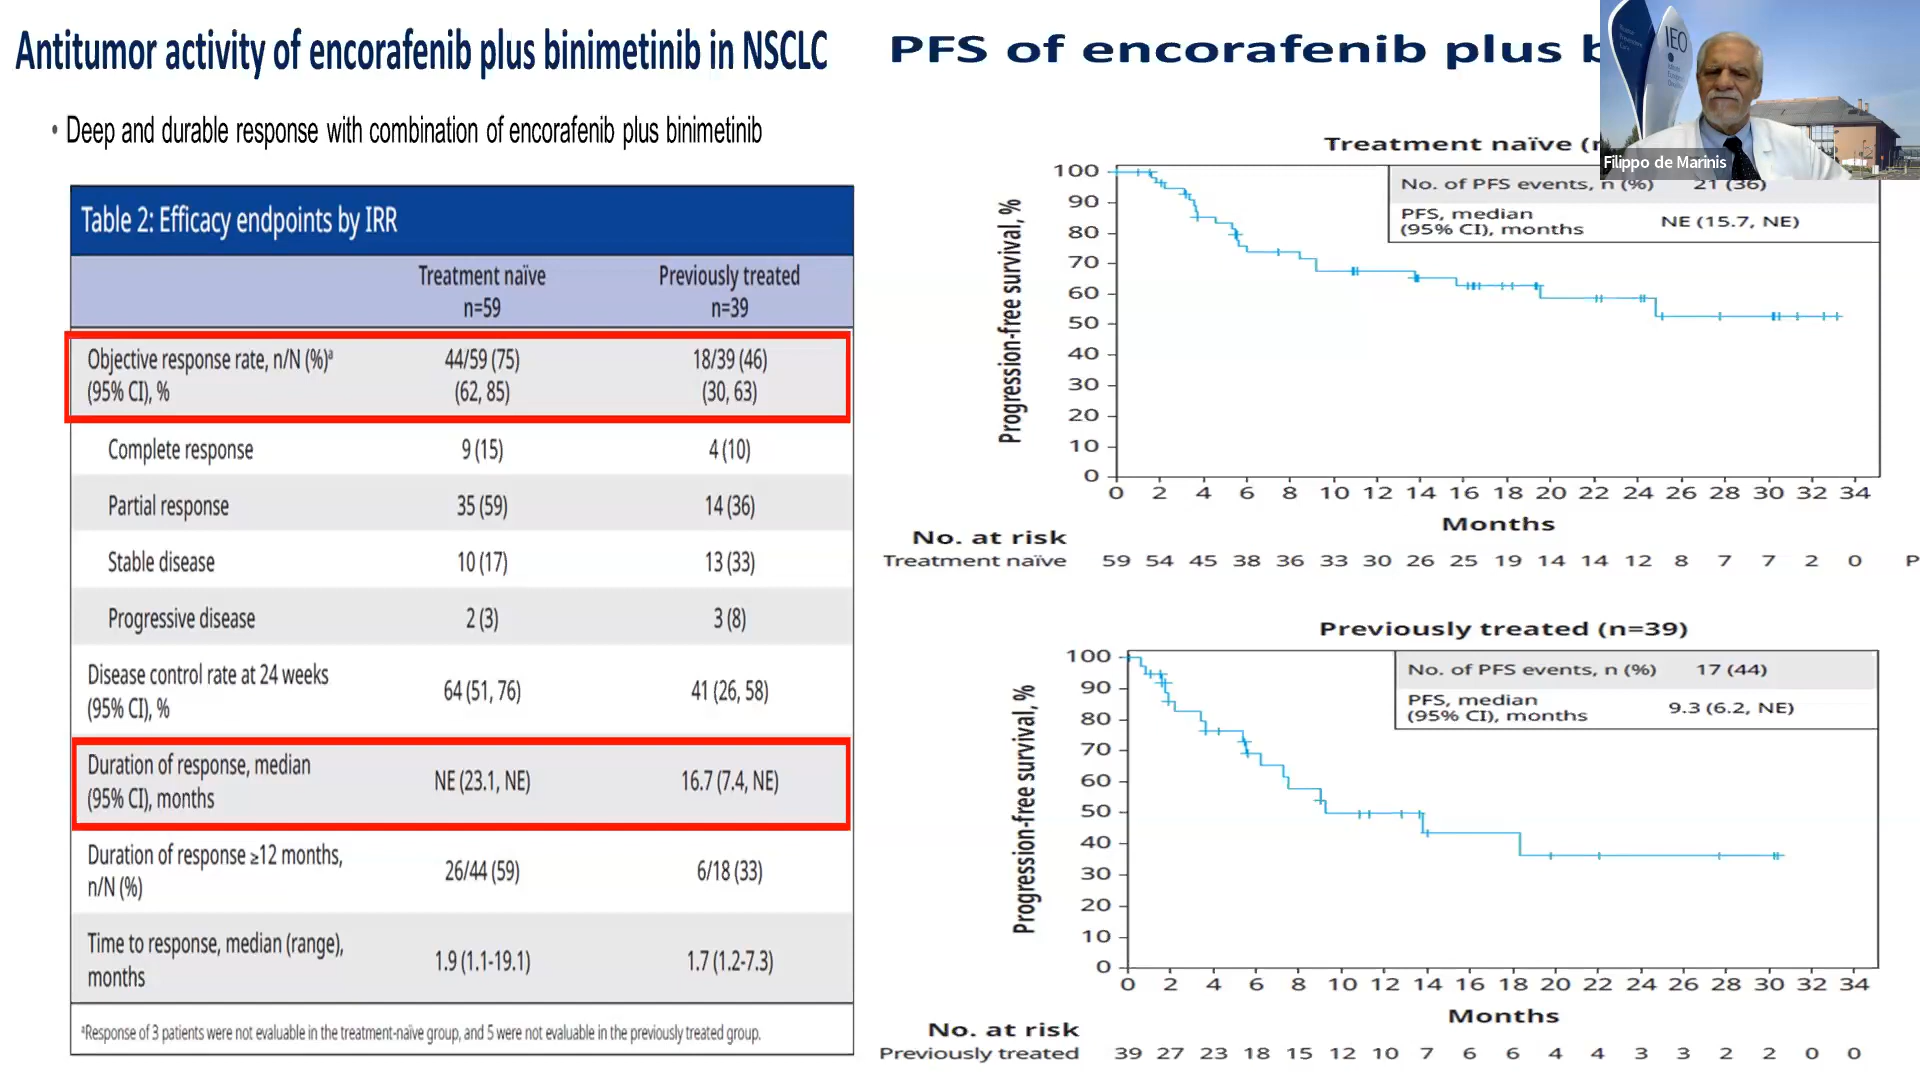 Antitumor activity of encorafenib plus binimetinib in NSCLC
• Deep and durable response with combination of encorafenib plus binimetinib
Table 2: Efficacy endpoints by IRR
Treatment naïve Previously treated
n=59 n=39
Objective response rate, n/N (%)ᵃ 44/59 (75) 18/39 (46)
(95% CI), % (62, 85) (30, 63)
Complete response 9 (15) 4 (10)
Partial response 35 (59) 14 (36)
Stable disease 10 (17) 13 (33)
Progressive disease 2 (3) 3 (8)
Disease control rate at 24 weeks
(95% CI), % 64 (51, 76) 41 (26, 58)
Duration of response, median
(95% CI), months NE (23.1, NE) 16.7 (7.4, NE)
Duration of response ≥12 months,
n/N (%) 26/44 (59) 6/18 (33)
Time to response, median (range),
months 1.9 (1.1-19.1) 1.7 (1.2-7.3)
ᵃResponse of 3 patients were not evaluable in the treatment-naïve group, and 5 were not evaluable in the previously treated group.
PFS of encorafenib plus b
IEO
Filippo de Marinis
Treatment naïve (
No. of PFS events, n (%) 21 (36)
PFS, median
(95% CI), months NE (15.7, NE)
Progression-free survival, %
100
90
80
70
60
50
40
30
20
10
0
0 2 4 6 8 10 12 14 16 18 20 22 24 26 28 30 32 34
Months
No. at risk
Treatment naïve 59 54 45 38 36 33 30 26 25 19 14 14 12 8 7 7 2 0 P
Previously treated (n=39)
No. of PFS events, n (%) 17 (44)
PFS, median
(95% CI), months 9.3 (6.2, NE)
Progression-free survival, %
100
90
80
70
60
50
40
30
20
10
0
0 2 4 6 8 10 12 14 16 18 20 22 24 26 28 30 32 34
Months
No. at risk
Previously treated 39 27 23 18 15 12 10 7 6 6 4 4 3 3 2 2 0 0